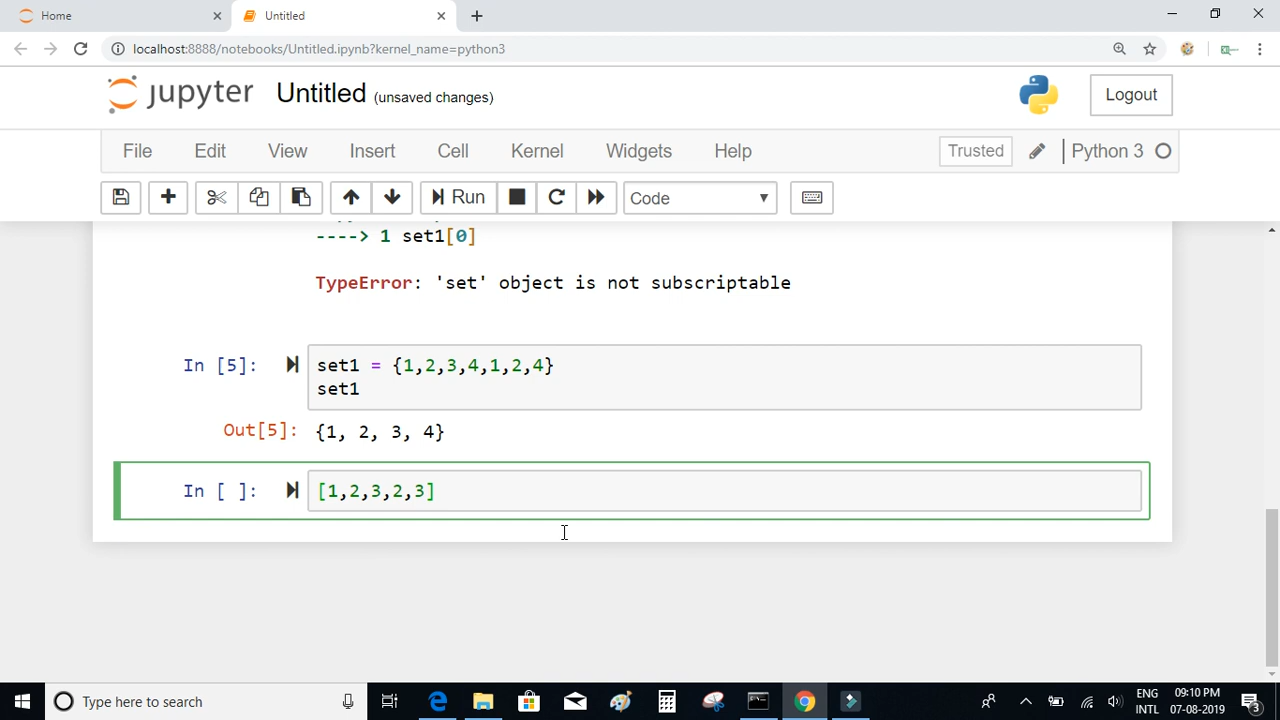 Home
Untitled
localhost:8888/notebooks/Untitled.ipynb?kernel_name=python3
jupyter Untitled (unsaved changes)
Logout
File Edit View Insert Cell Kernel Widgets Help
Trusted Python 3
Run Code
----> 1 set1[0]
TypeError: 'set' object is not subscriptable
In [5]: set1 = {1,2,3,4,1,2,4}
set1
Out[5]: {1, 2, 3, 4}
In [ ]: [1,2,3,2,3]
Type here to search
ENG
INTL
09:10 PM
07-08-2019
3